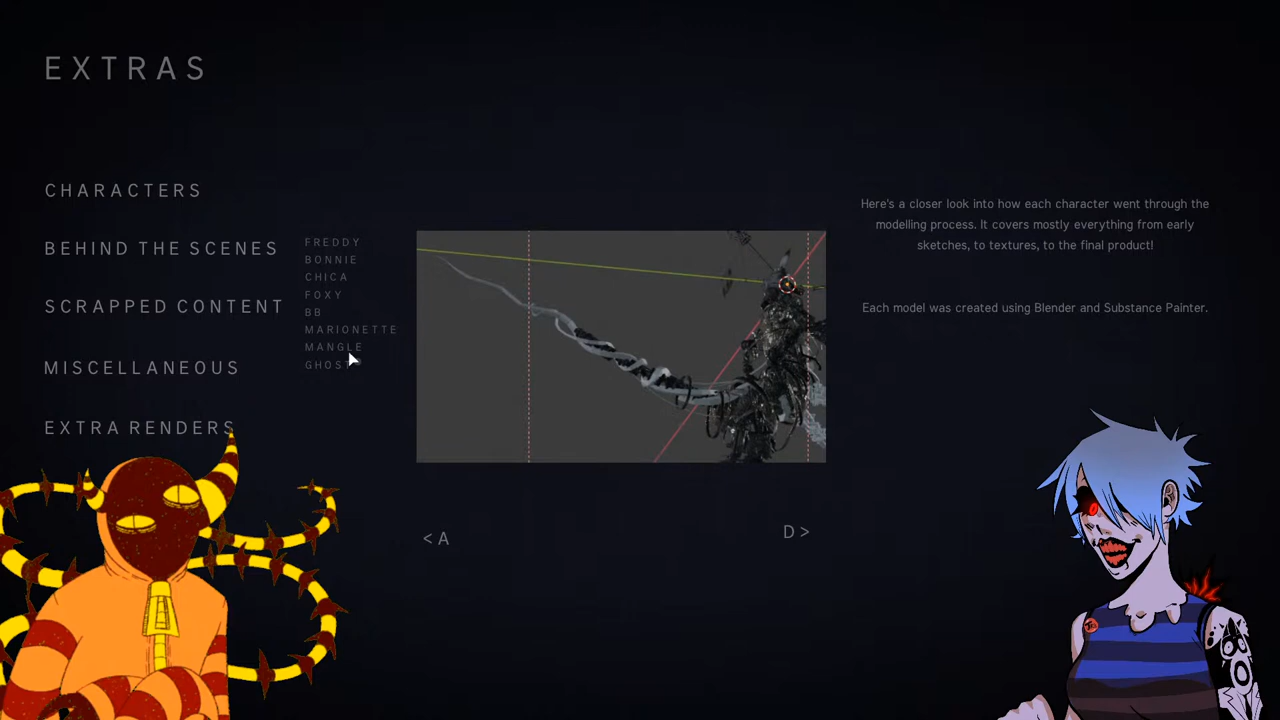 EXTRAS
CHARACTERS
BEHIND THE SCENES
SCRAPPED CONTENT
MISCELLANEOUS
EXTRA RENDERS
FREDDY
BONNIE
CHICA
FOXY
BB
MARIONETTE
MANGLE
Here's a closer look into how each character went through the
modelling process. It covers mostly everything from early
sketches, to textures, to the final product!
Each model was created using Blender and Substance Painter.
< A
D >